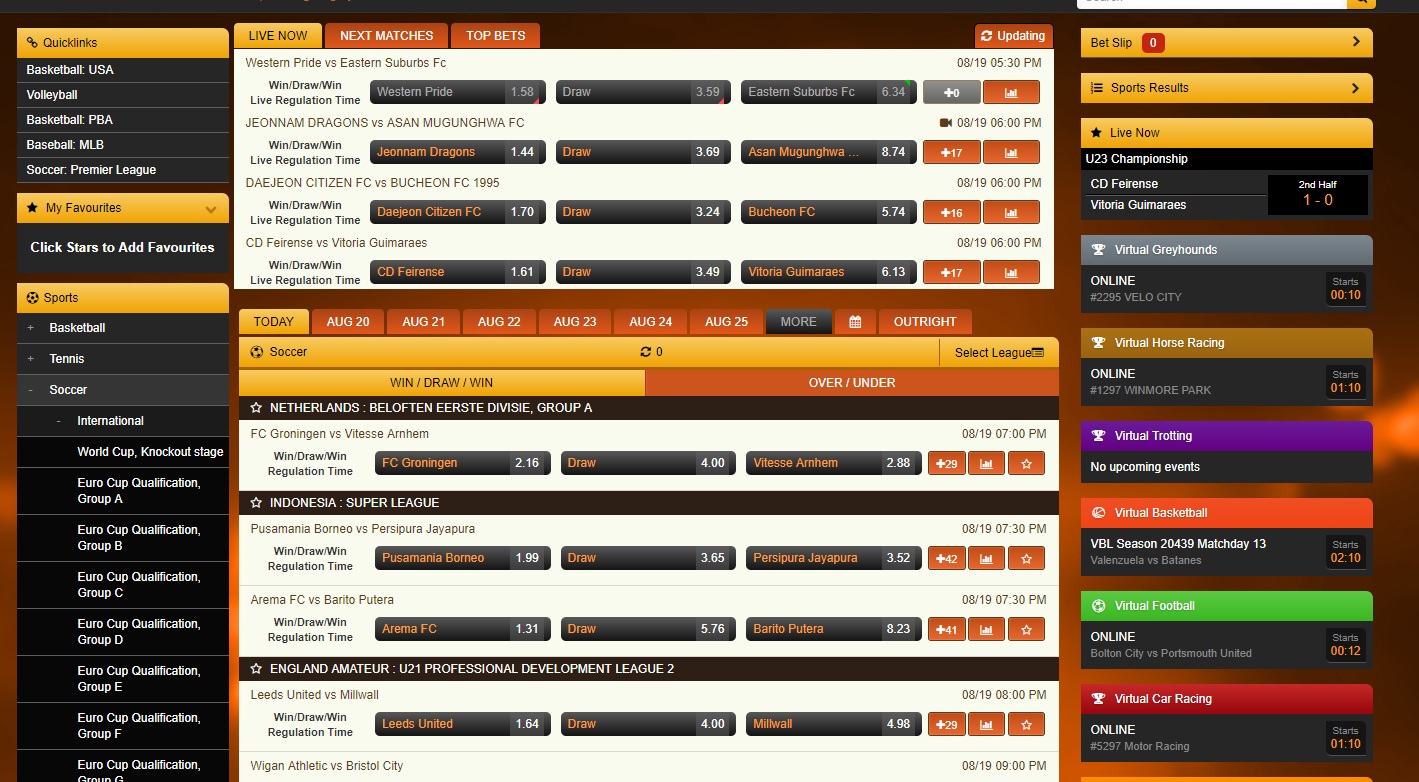 Quicklinks
Basketball: USA
Volleyball
Basketball: PBA
Baseball: MLB
Soccer: Premier League
My Favourites
Click Stars to Add Favourites
Sports
+ Basketball
+ Tennis
- Soccer
- International
World Cup, Knockout stage
Euro Cup Qualification,
Group A
Euro Cup Qualification,
Group B
Euro Cup Qualification,
Group C
Euro Cup Qualification,
Group D
Euro Cup Qualification,
Group E
Euro Cup Qualification,
Group F
Euro Cup Qualification,
Group G
LIVE NOW NEXT MATCHES TOP BETS Updating
Western Pride vs Eastern Suburbs Fc 08/19 05:30 PM
Win/Draw/Win
Live Regulation Time
Western Pride 1.58 Draw 3.59 Eastern Suburbs Fc 6.34 +0
JEONNAM DRAGONS vs ASAN MUGUNGHWA FC 08/19 06:00 PM
Win/Draw/Win
Live Regulation Time
Jeonnam Dragons 1.44 Draw 3.69 Asan Mugunghwa ... 8.74 +17
DAEJEON CITIZEN FC vs BUCHEON FC 1995 08/19 06:00 PM
Win/Draw/Win
Live Regulation Time
Daejeon Citizen FC 1.70 Draw 3.24 Bucheon FC 5.74 +16
CD Feirense vs Vitoria Guimaraes 08/19 06:00 PM
Win/Draw/Win
Live Regulation Time
CD Feirense 1.61 Draw 3.49 Vitoria Guimaraes 6.13 +17
TODAY AUG 20 AUG 21 AUG 22 AUG 23 AUG 24 AUG 25 MORE OUTRIGHT
Soccer 0 Select League
WIN / DRAW / WIN OVER / UNDER
NETHERLANDS : BELOFTEN EERSTE DIVISIE, GROUP A
FC Groningen vs Vitesse Arnhem 08/19 07:00 PM
Win/Draw/Win
Regulation Time
FC Groningen 2.16 Draw 4.00 Vitesse Arnhem 2.88 +29
INDONESIA : SUPER LEAGUE
Pusamania Borneo vs Persipura Jayapura 08/19 07:30 PM
Win/Draw/Win
Regulation Time
Pusamania Borneo 1.99 Draw 3.65 Persipura Jayapura 3.52 +42
Arema FC vs Barito Putera 08/19 07:30 PM
Win/Draw/Win
Regulation Time
Arema FC 1.31 Draw 5.76 Barito Putera 8.23 +41
ENGLAND AMATEUR : U21 PROFESSIONAL DEVELOPMENT LEAGUE 2
Leeds United vs Millwall 08/19 08:00 PM
Win/Draw/Win
Regulation Time
Leeds United 1.64 Draw 4.00 Millwall 4.98 +29
Wigan Athletic vs Bristol City 08/19 09:00 PM
Bet Slip 0
Sports Results
Live Now
U23 Championship
CD Feirense
Vitoria Guimaraes
2nd Half
1 - 0
Virtual Greyhounds
ONLINE
#2295 VELO CITY
Starts
00:10
Virtual Horse Racing
ONLINE
#1297 WINMORE PARK
Starts
01:10
Virtual Trotting
No upcoming events
Virtual Basketball
VBL Season 20439 Matchday 13
Valenzuela vs Batanes
Starts
02:10
Virtual Football
ONLINE
Bolton City vs Portsmouth United
Starts
00:12
Virtual Car Racing
ONLINE
#5297 Motor Racing
Starts
01:10